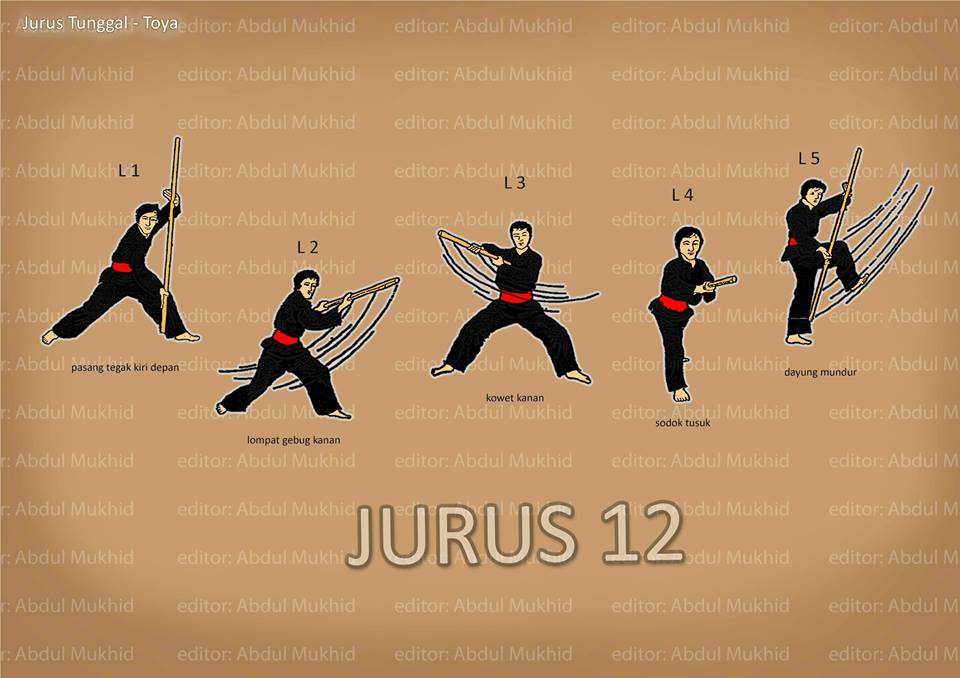 Jurus Tunggal - Toya
L 1
pasang tegak kiri depan
L 2
lompat gebug kanan
L 3
kowet kanan
L 4
sodok tusuk
L 5
dayung mundur
JURUS 12
editor: Abdul Mukhid